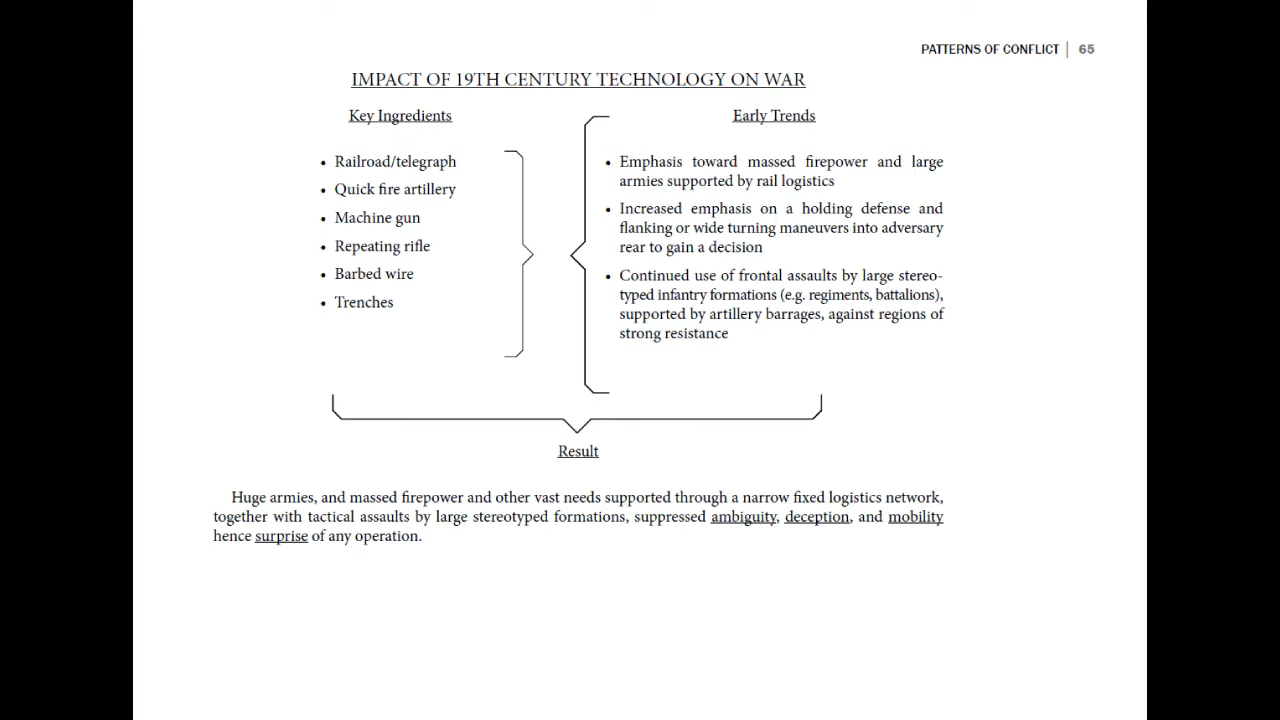 PATTERNS OF CONFLICT | 65
IMPACT OF 19TH CENTURY TECHNOLOGY ON WAR
Key Ingredients
• Railroad/telegraph
• Quick fire artillery
• Machine gun
• Repeating rifle
• Barbed wire
• Trenches
Early Trends
• Emphasis toward massed firepower and large
armies supported by rail logistics
• Increased emphasis on a holding defense and
flanking or wide turning maneuvers into adversary
rear to gain a decision
• Continued use of frontal assaults by large stereo-
typed infantry formations (e.g. regiments, battalions),
supported by artillery barrages, against regions of
strong resistance
Result
Huge armies, and massed firepower and other vast needs supported through a narrow fixed logistics network,
together with tactical assaults by large stereotyped formations, suppressed ambiguity, deception, and mobility
hence surprise of any operation.